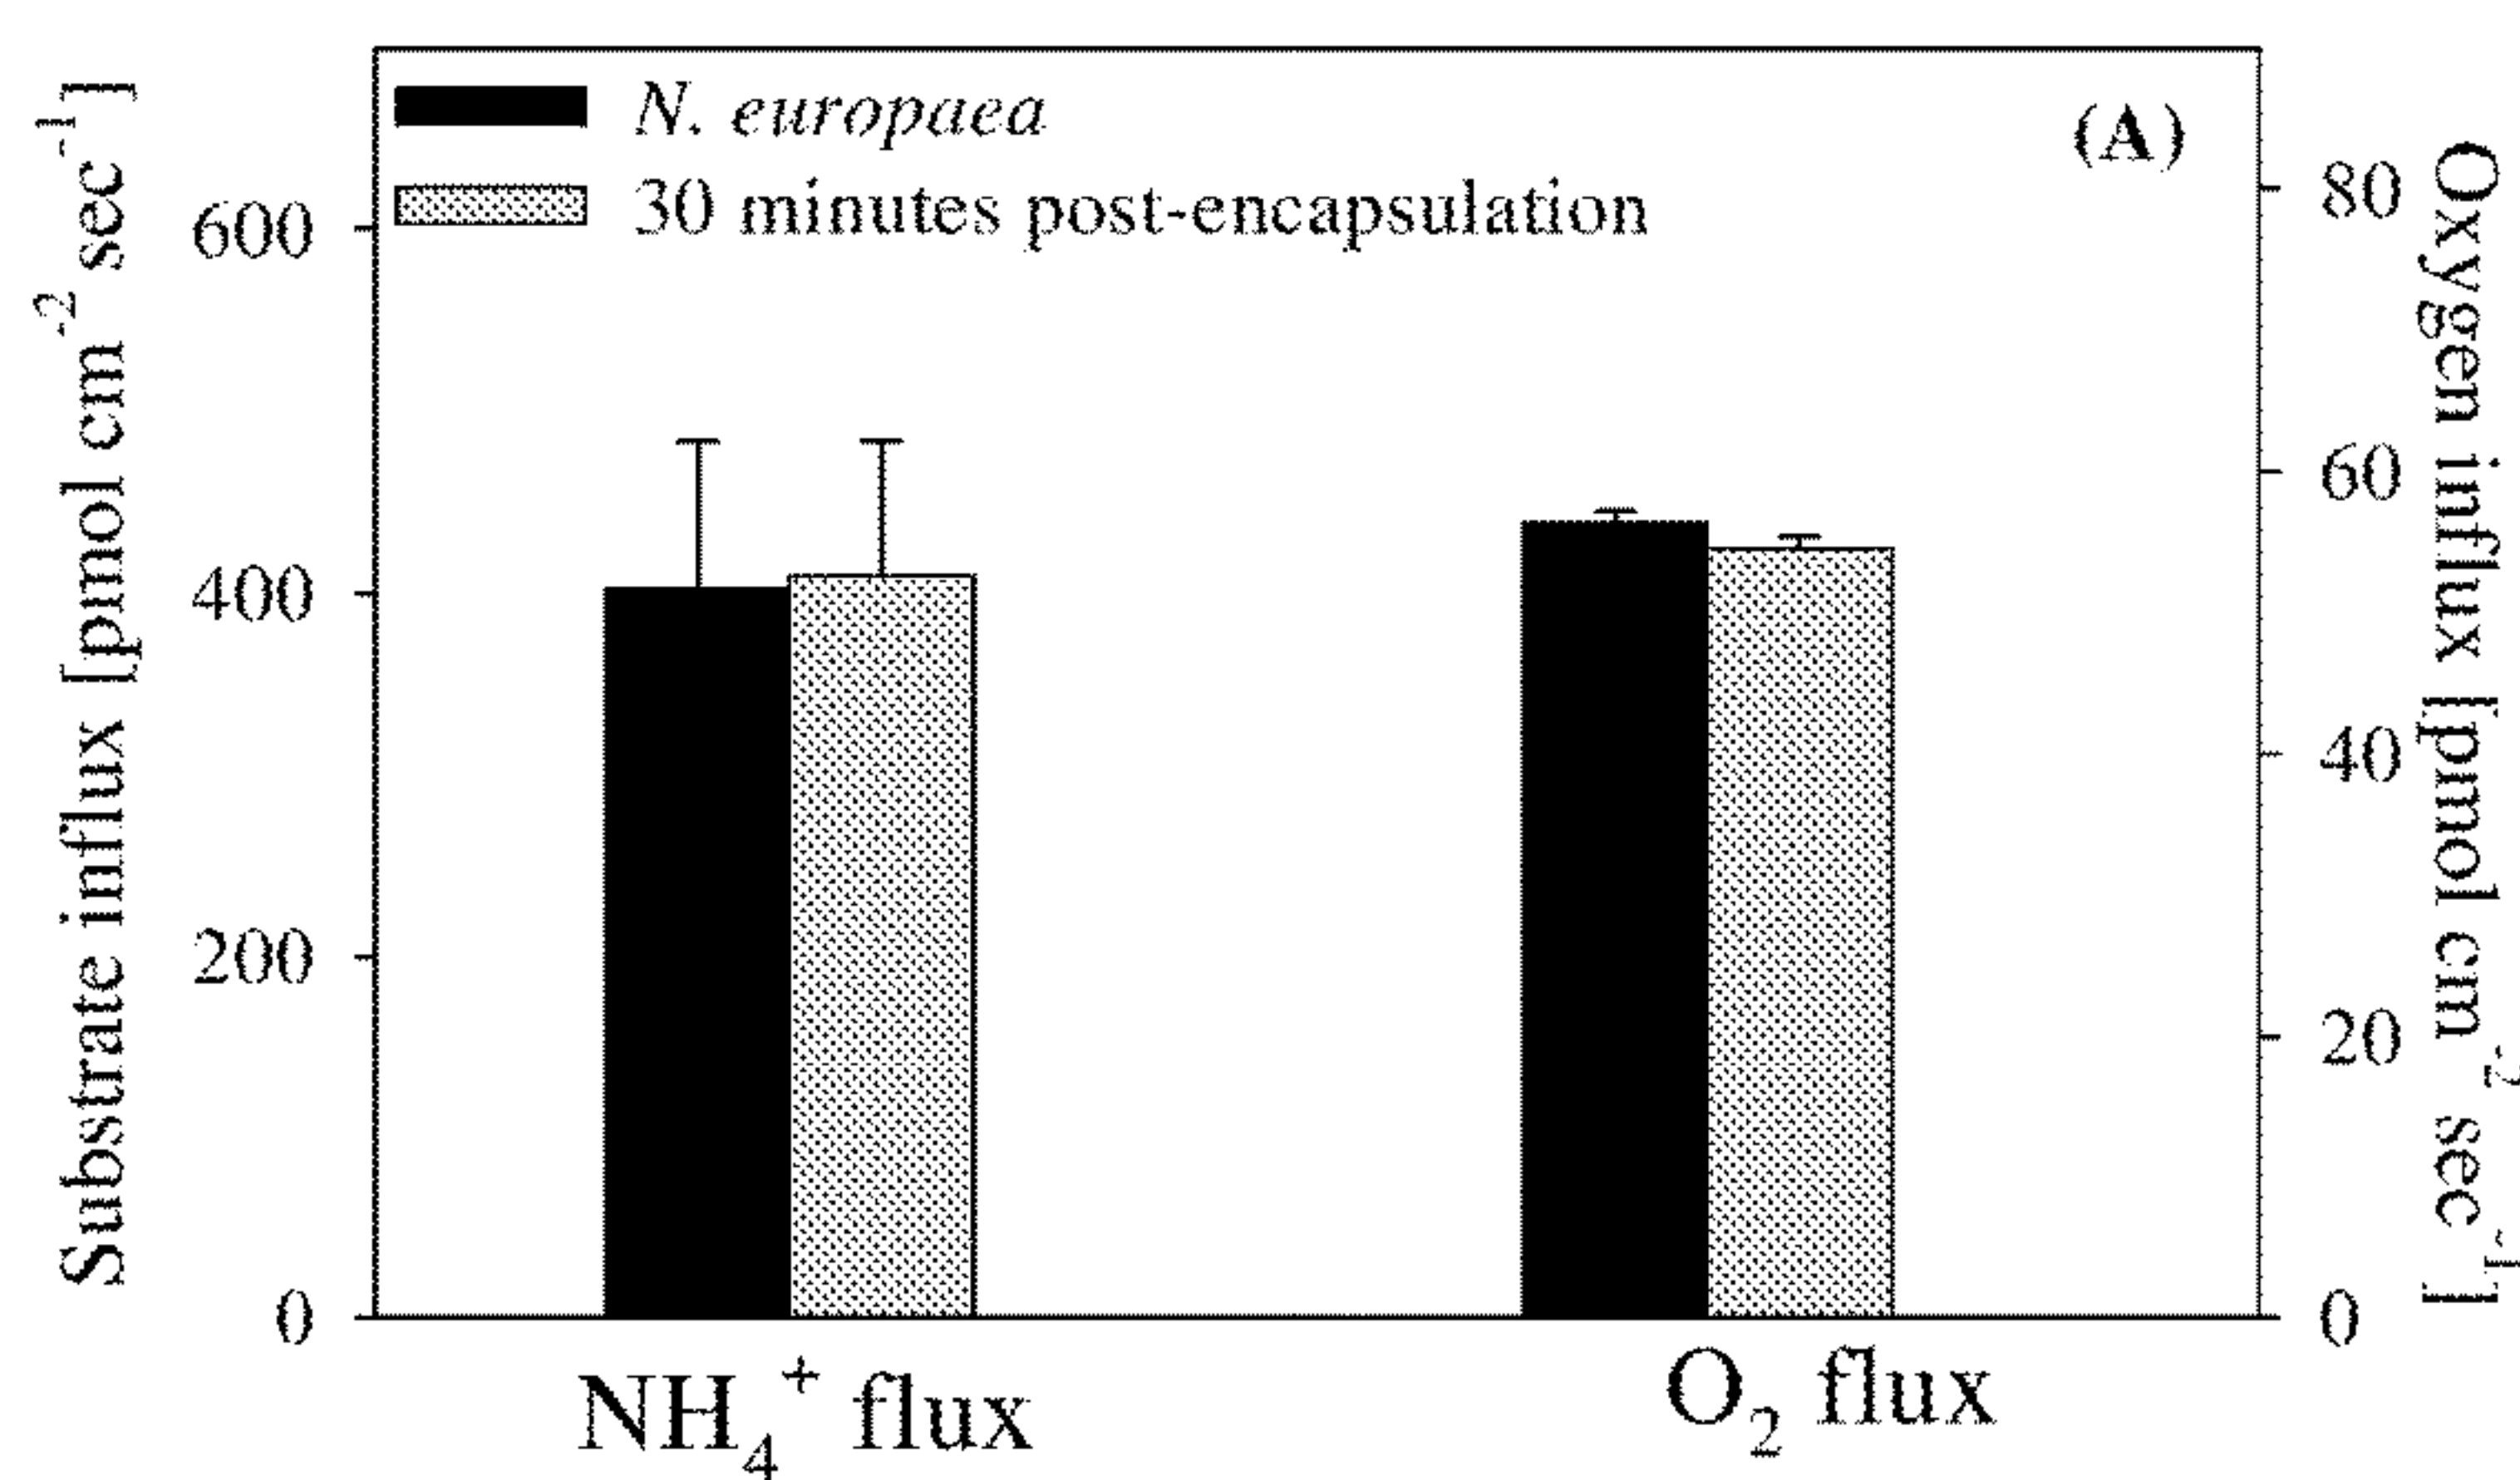 Substrate influx [pmol cm⁻² sec⁻¹]
600
400
200
0
N. europaea
30 minutes post-encapsulation
(A)
80
60
40
20
0
Oxygen influx [pmol cm⁻² sec⁻¹]
NH₄⁺ flux
O₂ flux